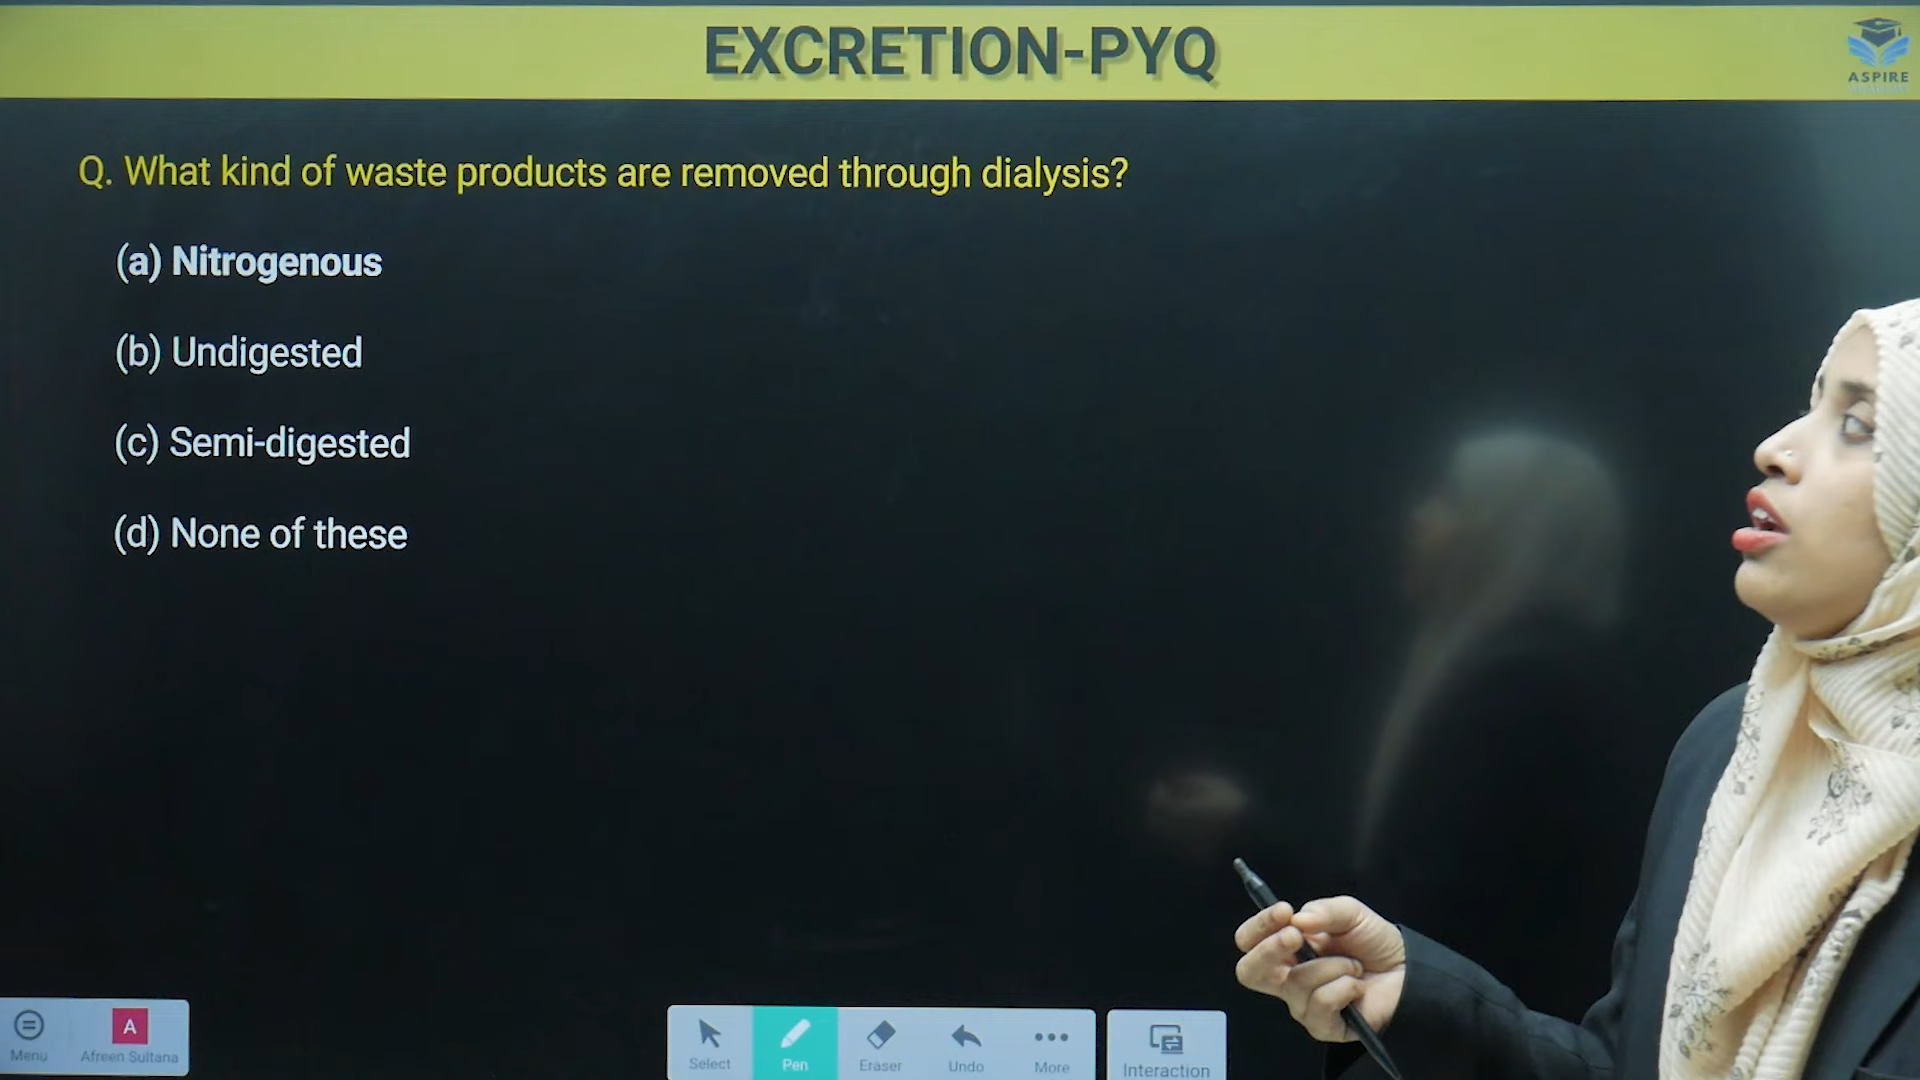 EXCRETION-PYQ
ASPIRE
Q. What kind of waste products are removed through dialysis?
(a) Nitrogenous
(b) Undigested
(c) Semi-digested
(d) None of these
Menu
A
Afreen Sultana
Select
Pen
Eraser
Undo
More
Interaction